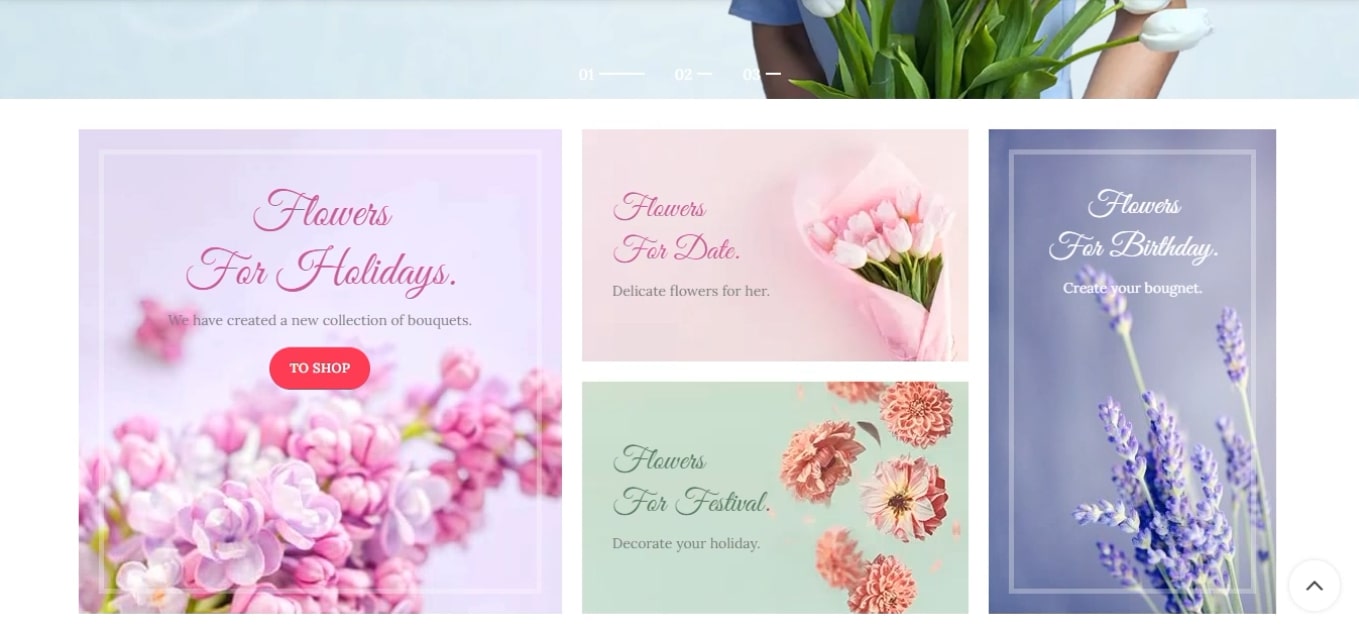 01 02 03
Flowers
For Holidays.
We have created a new collection of bouquets.
TO SHOP
Flowers
For Date.
Delicate flowers for her.
Flowers
For Festival.
Decorate your holiday.
Flowers
For Birthday.
Create your bougnet.